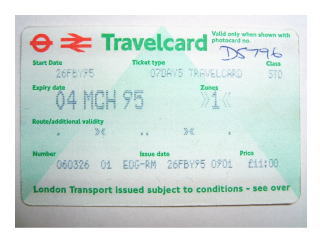 Travelcard Valid only when shown with photocard no.
DS796
Start Date Ticket type Class
26FBY95 07DAYS TRAVELCARD STD
Expiry date Zones
04 MCH 95 »1«
Route/additional validity
Number Issue date Price
060326 01 EDG-RM 26FBY95 0901 £11:00
London Transport issued subject to conditions - see over